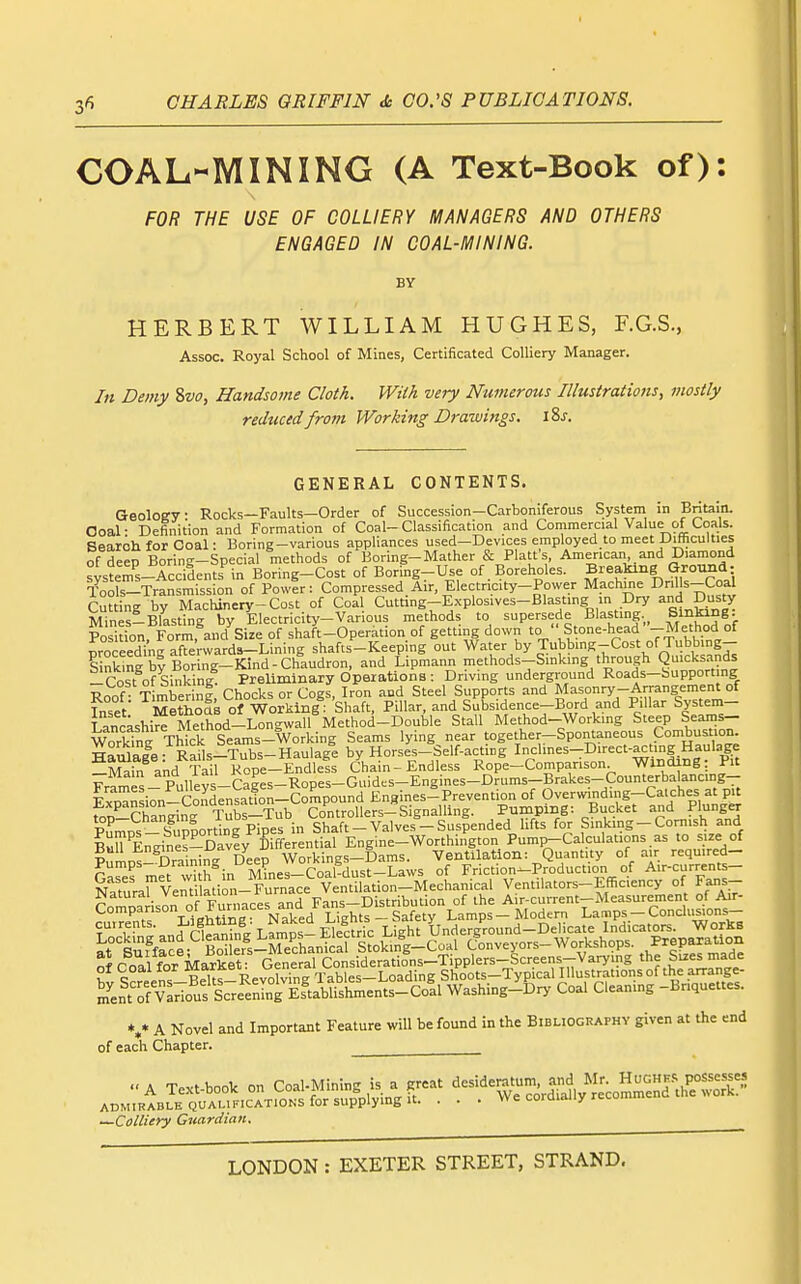 36 CHARLES GRIFFIN & CO.'S PUBLICATIONS.
COAL-MINING (A Text-Book of):
FOR THE USE OF COLLIERY MANAGERS AND OTHERS
ENGAGED IN COAL-MINING.
BY
HERBERT WILLIAM HUGHES, F.G.S.,
Assoc. Royal School of Mines, Certificated Colliery Manager.
In Demy 8vo, Handsome Cloth. With very Numerous Illustrations, mostly
reduced from Working Drawings. 18s.
GENERAL CONTENTS.
Geology: Rocks—Faults—Order of Succession—Carboniferous System in Britain.
Coal: Definition and Formation of Coal—Classification and Commercial Value of Coals.
Search for Coal: Boring—various appliances used—Devices employed to meet Difficulties
of deep Boring—Special methods of Boring—Mather & Platt's, American, and Diamond
systems—Accidents in Boring—Cost of Boring—Use of Boreholes. Breaking Ground:
Tools—Transmission of Power: Compressed Air, Electricity—Power Machine Drills—Coal
Cutting by Machinery—Cost of Coal Cutting—Explosives—Blasting in Dry and Dusty
Mines—Blasting by Electricity—Various methods to supersede Blasting. Sinking:
Position, Form, and Size of shaft—Operation of getting down to "Stone-head"—Method of
proceeding afterwards—Lining shafts—Keeping out Water by Tubbing—Cost of Tubbing—
Sinking by Boring—Kind-Chaudron, and Lipmann methods—Sinking through Quicksands
—Cost of Sinking. Preliminary Operations: Driving underground Roads—Supporting
Roof: Timbering, Chocks or Cogs, Iron and Steel Supports and Masonry—Arrangement of
Inset. Methods of Working: Shaft, Pillar, and Subsidence—Bord and Pillar System—
Lancashire Method—Longwall Method—Double Stall Method—Working Steep Seams—
Working Thick Seams—Working Seams lying near together—Spontaneous Combustion.
Haulage: Rails—Tubs—Haulage by Horses—Self-acting Inclines—Direct-acting Haulage
—Main and Tail Rope—Endless Chain—Endless Rope—Comparison. Winding: Pit
Frames—Pulleys—Cages—Ropes—Guides—Engines—Drums—Brakes—Counterbalancing—
Expansion—Condensation—Compound Engines—Prevention of Overwinding—Catches at pit
top—Changing Tubs—Tub Controllers—Signalling. Pumping: Bucket and Plunger
Pumps—Supporting Pipes in Shaft—Valves—Suspended lifts for Sinking—Cornish and
Bull Engines—Davey Differential Engine—Worthington Pump—Calculations as to size of
Pumps—Draining Deep Workings—Dams. Ventilation: Quantity of air required—
Gases met with in Mines—Coal-dust—Laws of Friction—Production of Air-currents—
Natural Ventilation—Furnace Ventilation—Mechanical Ventilators—Efficiency of Fans—
Comparison of Furnaces and Fans—Distribution of the Air-current—Measurement of Air-
currents. Lighting: Naked Lights—Safety Lamps—Modern Lamps—Conclusions—
Locking and Cleaning Lamps—Electric Light Underground—Delicate Indicators. Works
at Surface: Boilers—Mechanical Stoking—Coal Conveyors—Workshops. Preparation
of Coal for Market: General Considerations—Tipplers—Screens—Varying the Sizes made
by Screens—Belts—Revolving Tables—Loading Shoots—Typical Illustrations of the arrange-
ment of Various Screening Establishments—Coal Washing—Dry Coal Cleaning—Briquettes.
*** A Novel and Important Feature will be found in the BIBLIOGRAPHY given at the end
of each Chapter.
"A Text-book on Coal-Mining is a great desideratum, and Mr. HUGHES possesses
ADMIRABLE QUALIFICATIONS for supplying it. . . . We cordially recommend the work."
—Colliery Guardian.
LONDON: EXETER STREET, STRAND.